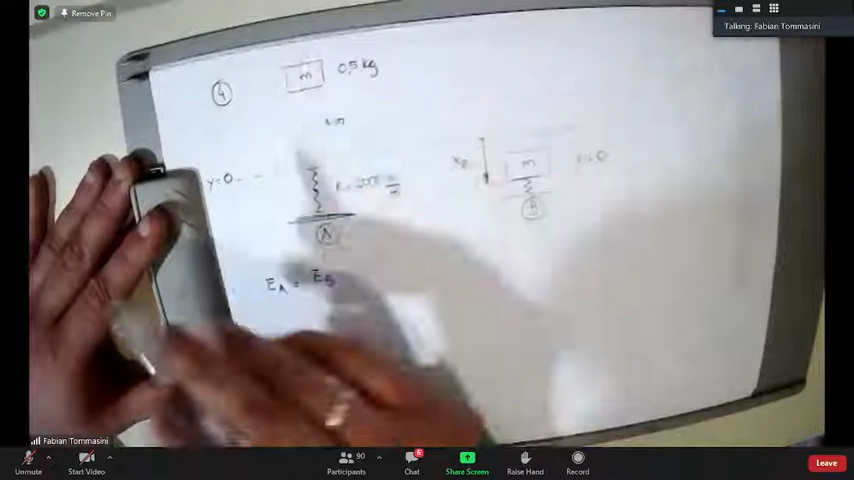 Remove Pin
Talking: Fabian Tommasini
4
m 0,5 kg
y=0
m
A
B
E_A = E_B
Fabian Tommasini
Unmute
Start Video
Participants 90
Chat 6
Share Screen
Raise Hand
Record
Leave